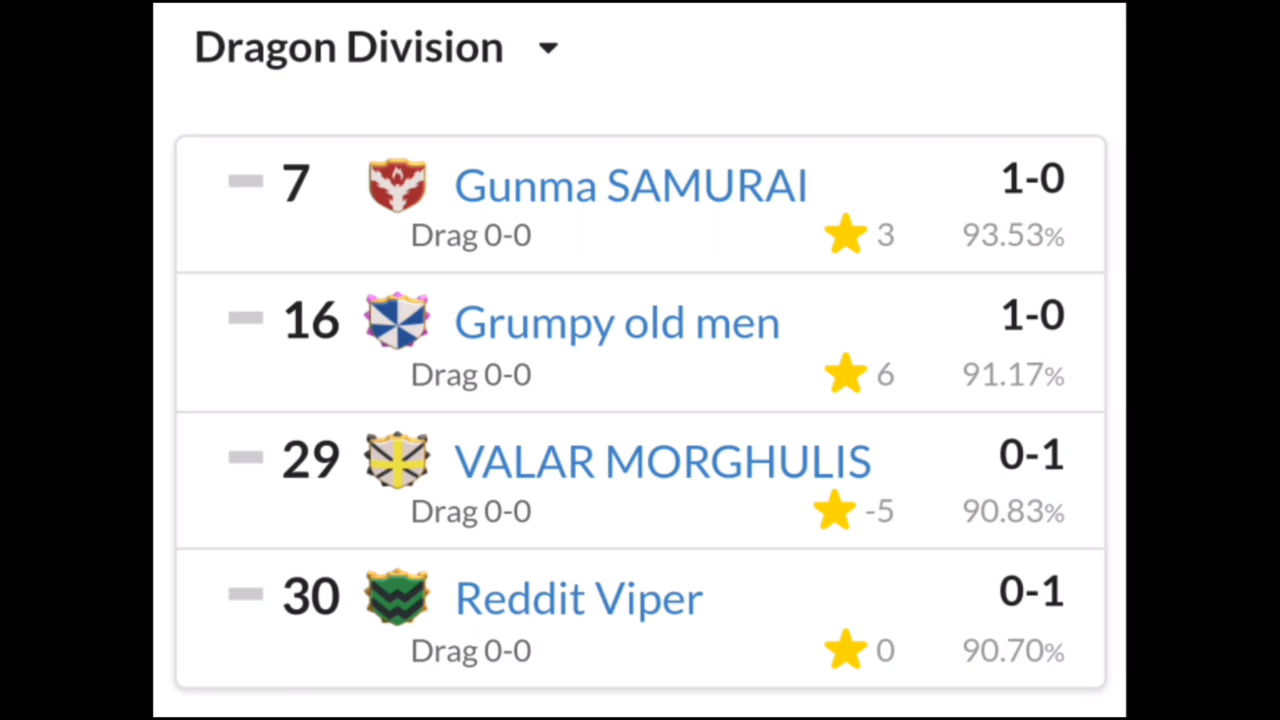 Dragon Division
7 Gunma SAMURAI 1-0
Drag 0-0 3 93.53%
16 Grumpy old men 1-0
Drag 0-0 6 91.17%
29 VALAR MORGHULIS 0-1
Drag 0-0 -5 90.83%
30 Reddit Viper 0-1
Drag 0-0 0 90.70%